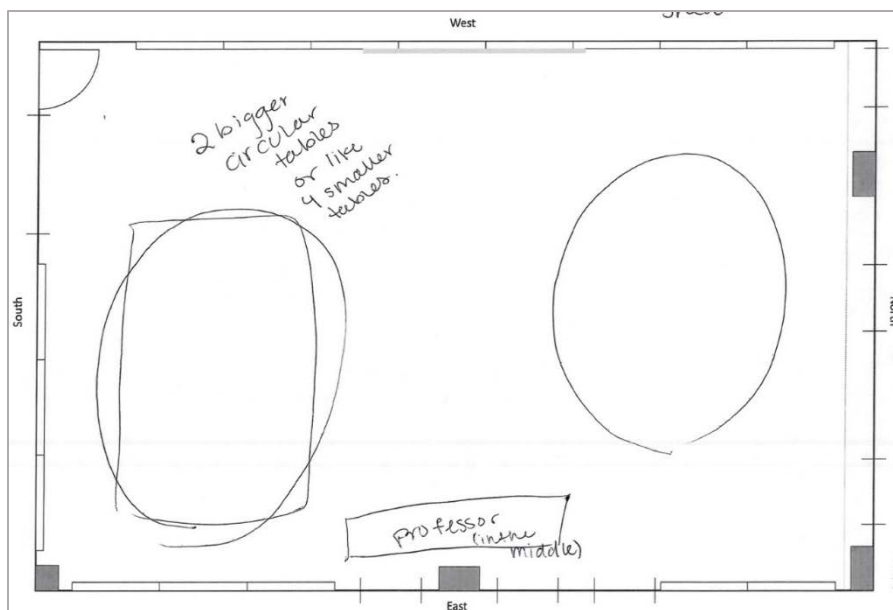 West
2 bigger
circular
tables
or like
4 smaller
tables.
South
professor
(in the
middle)
East